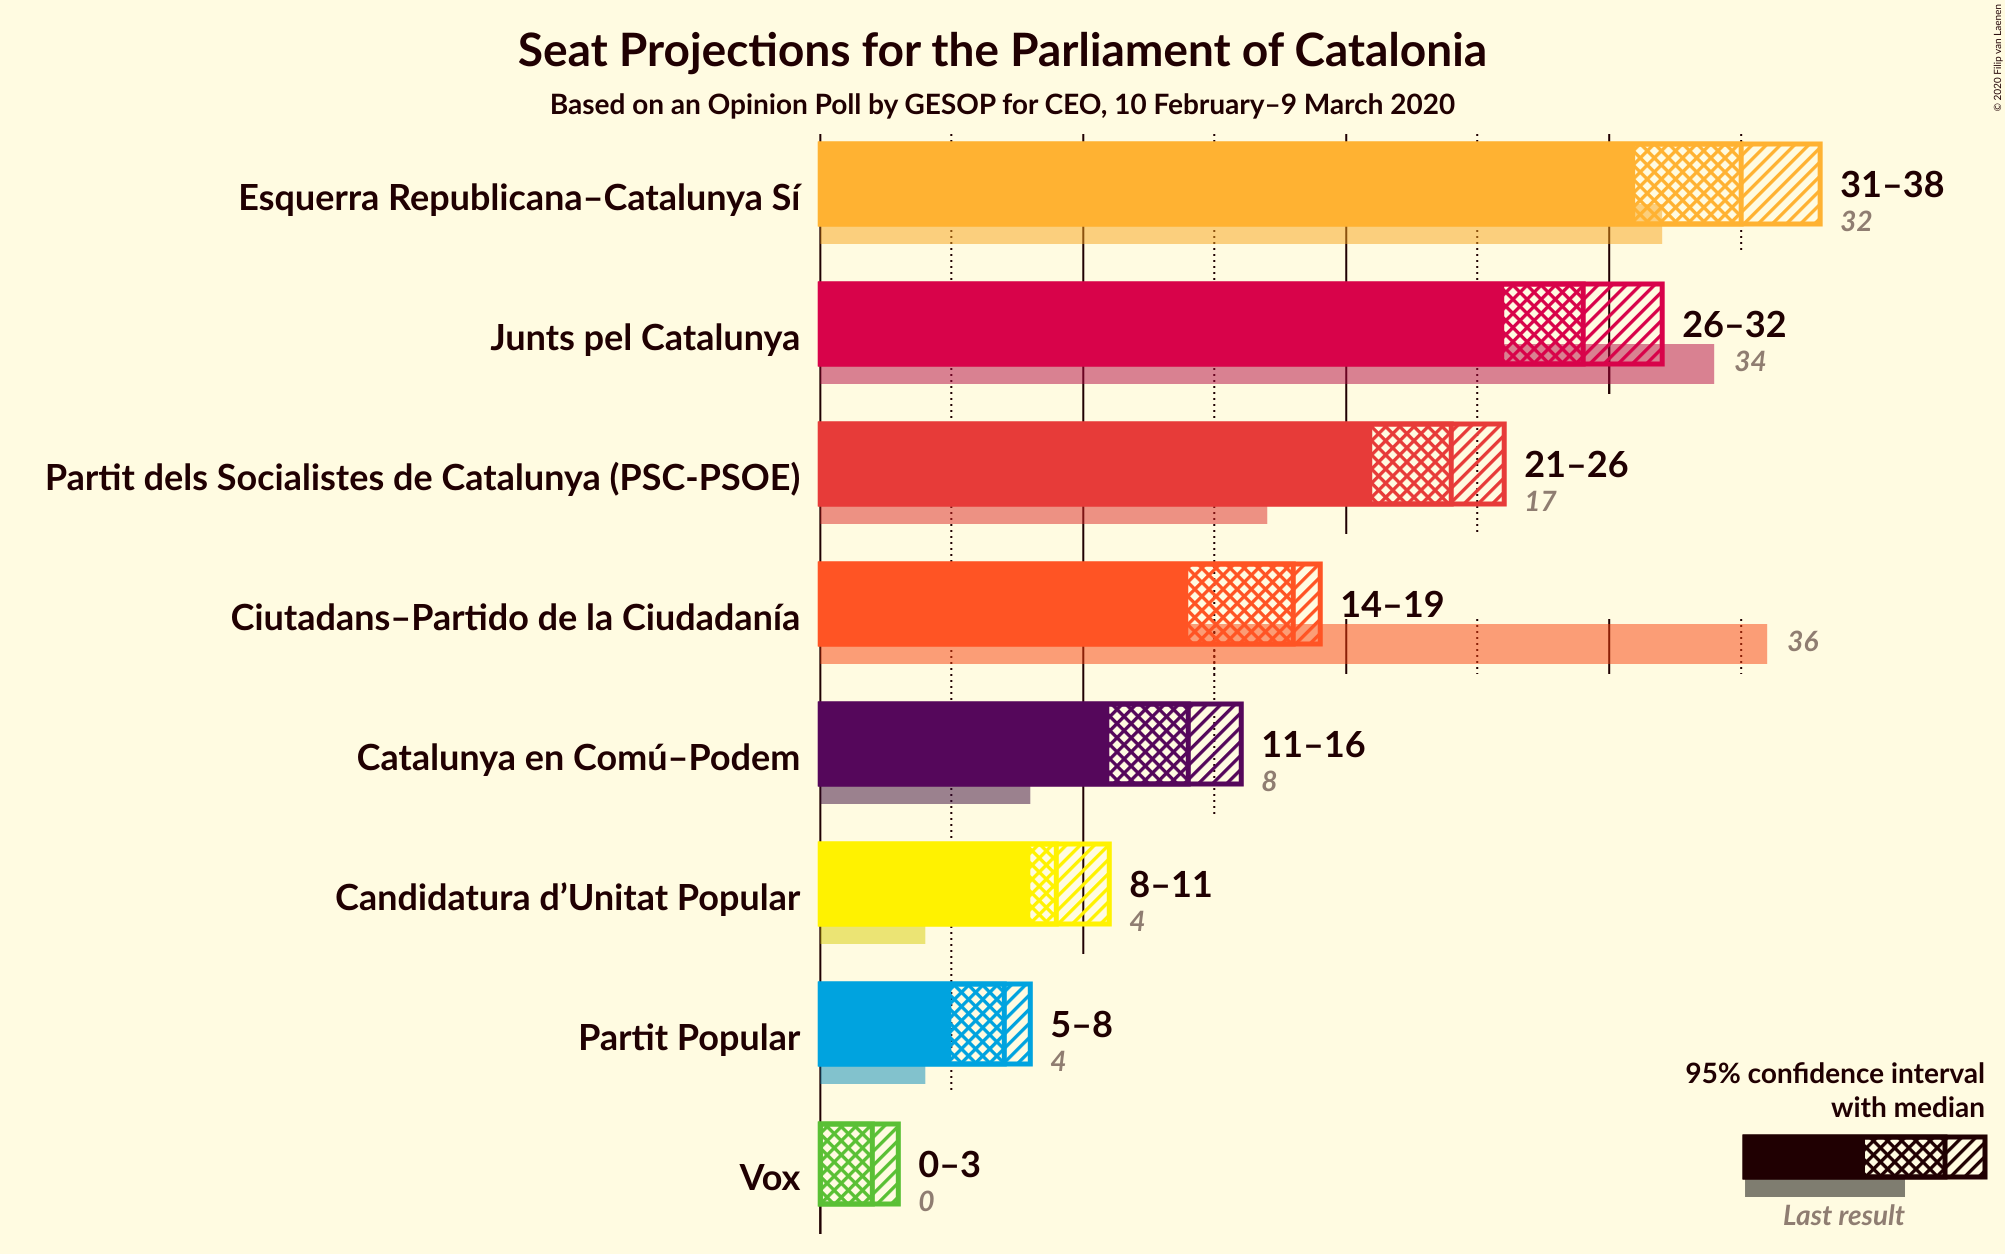 Seat Projections for the Parliament of Catalonia
Based on an Opinion Poll by GESOP for CEO, 10 February–9 March 2020
© 2020 Filip van Laenen
Esquerra Republicana–Catalunya Sí
31–38
32
Junts pel Catalunya
26–32
34
Partit dels Socialistes de Catalunya (PSC-PSOE)
21–26
17
Ciutadans–Partido de la Ciudadanía
14–19
36
Catalunya en Comú–Podem
11–16
8
Candidatura d’Unitat Popular
8–11
4
Partit Popular
5–8
4
Vox
0–3
0
95% confidence interval
with median
Last result